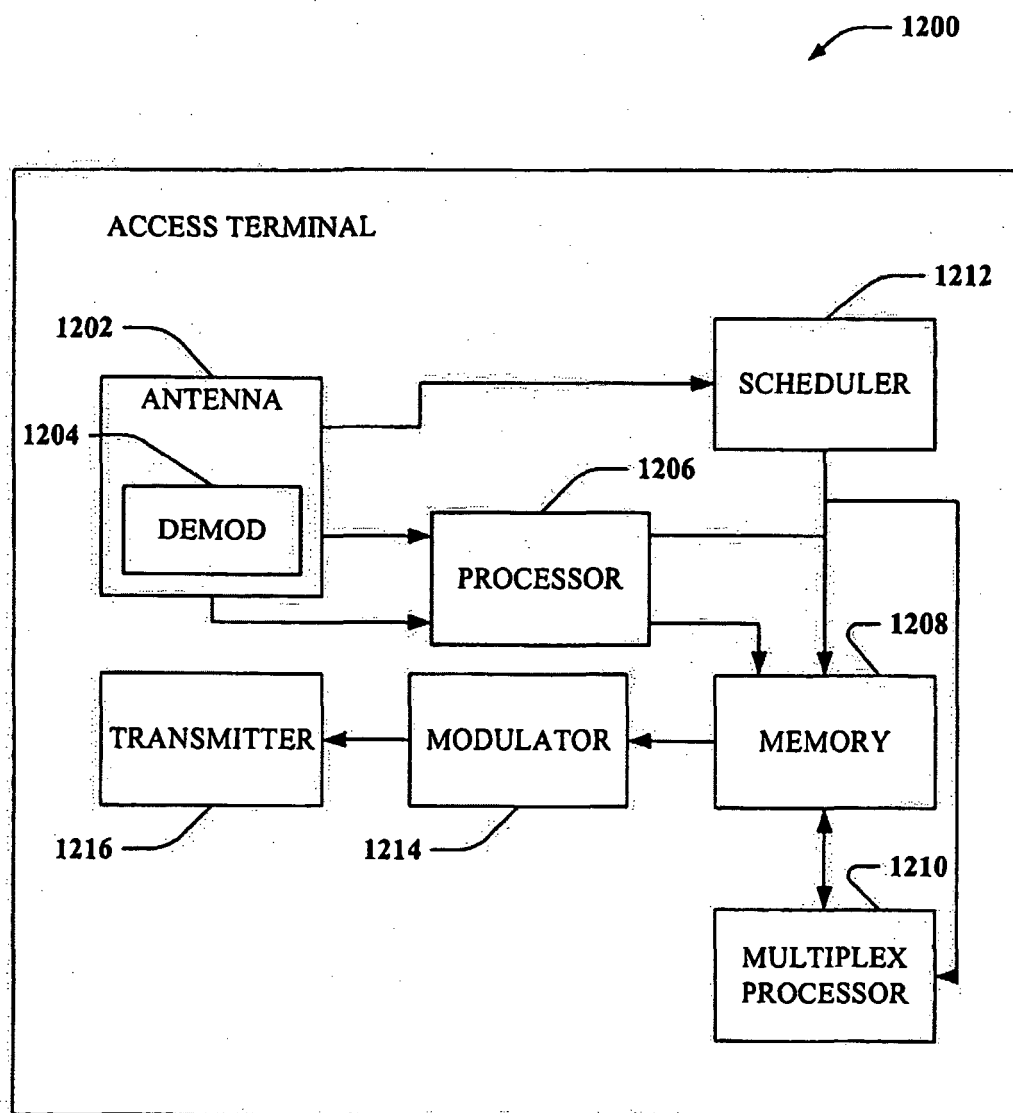 1200
ACCESS TERMINAL
1212
1202
ANTENNA
SCHEDULER
1204
1206
DEMOD
PROCESSOR
1208
TRANSMITTER
MODULATOR
MEMORY
1216
1214
1210
MULTIPLEX
PROCESSOR